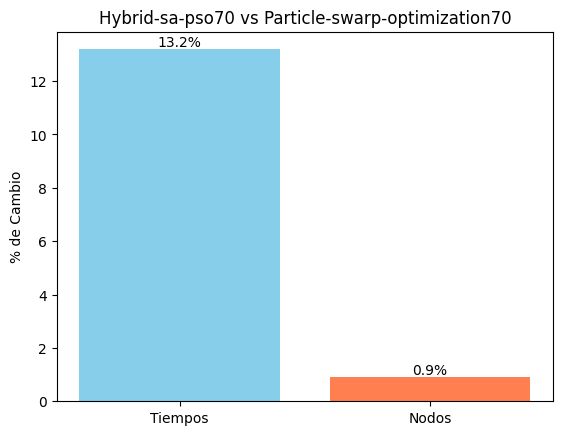 Hybrid-sa-pso70 vs Particle-swarp-optimization70
13.2%
12
10
8
6
4
2
0
% de Cambio
0.9%
Tiempos
Nodos